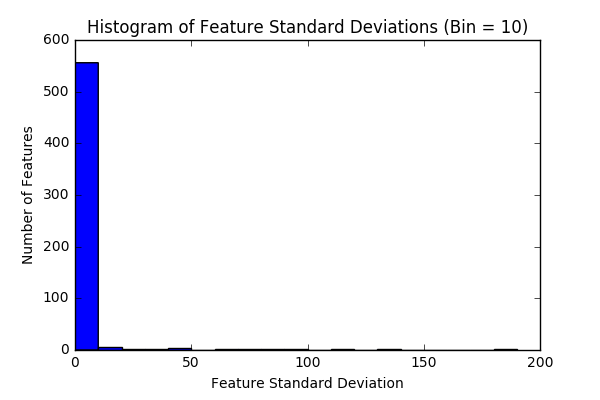 Histogram of Feature Standard Deviations (Bin = 10)
600
500
400
300
200
100
0
Number of Features
0 50 100 150 200
Feature Standard Deviation